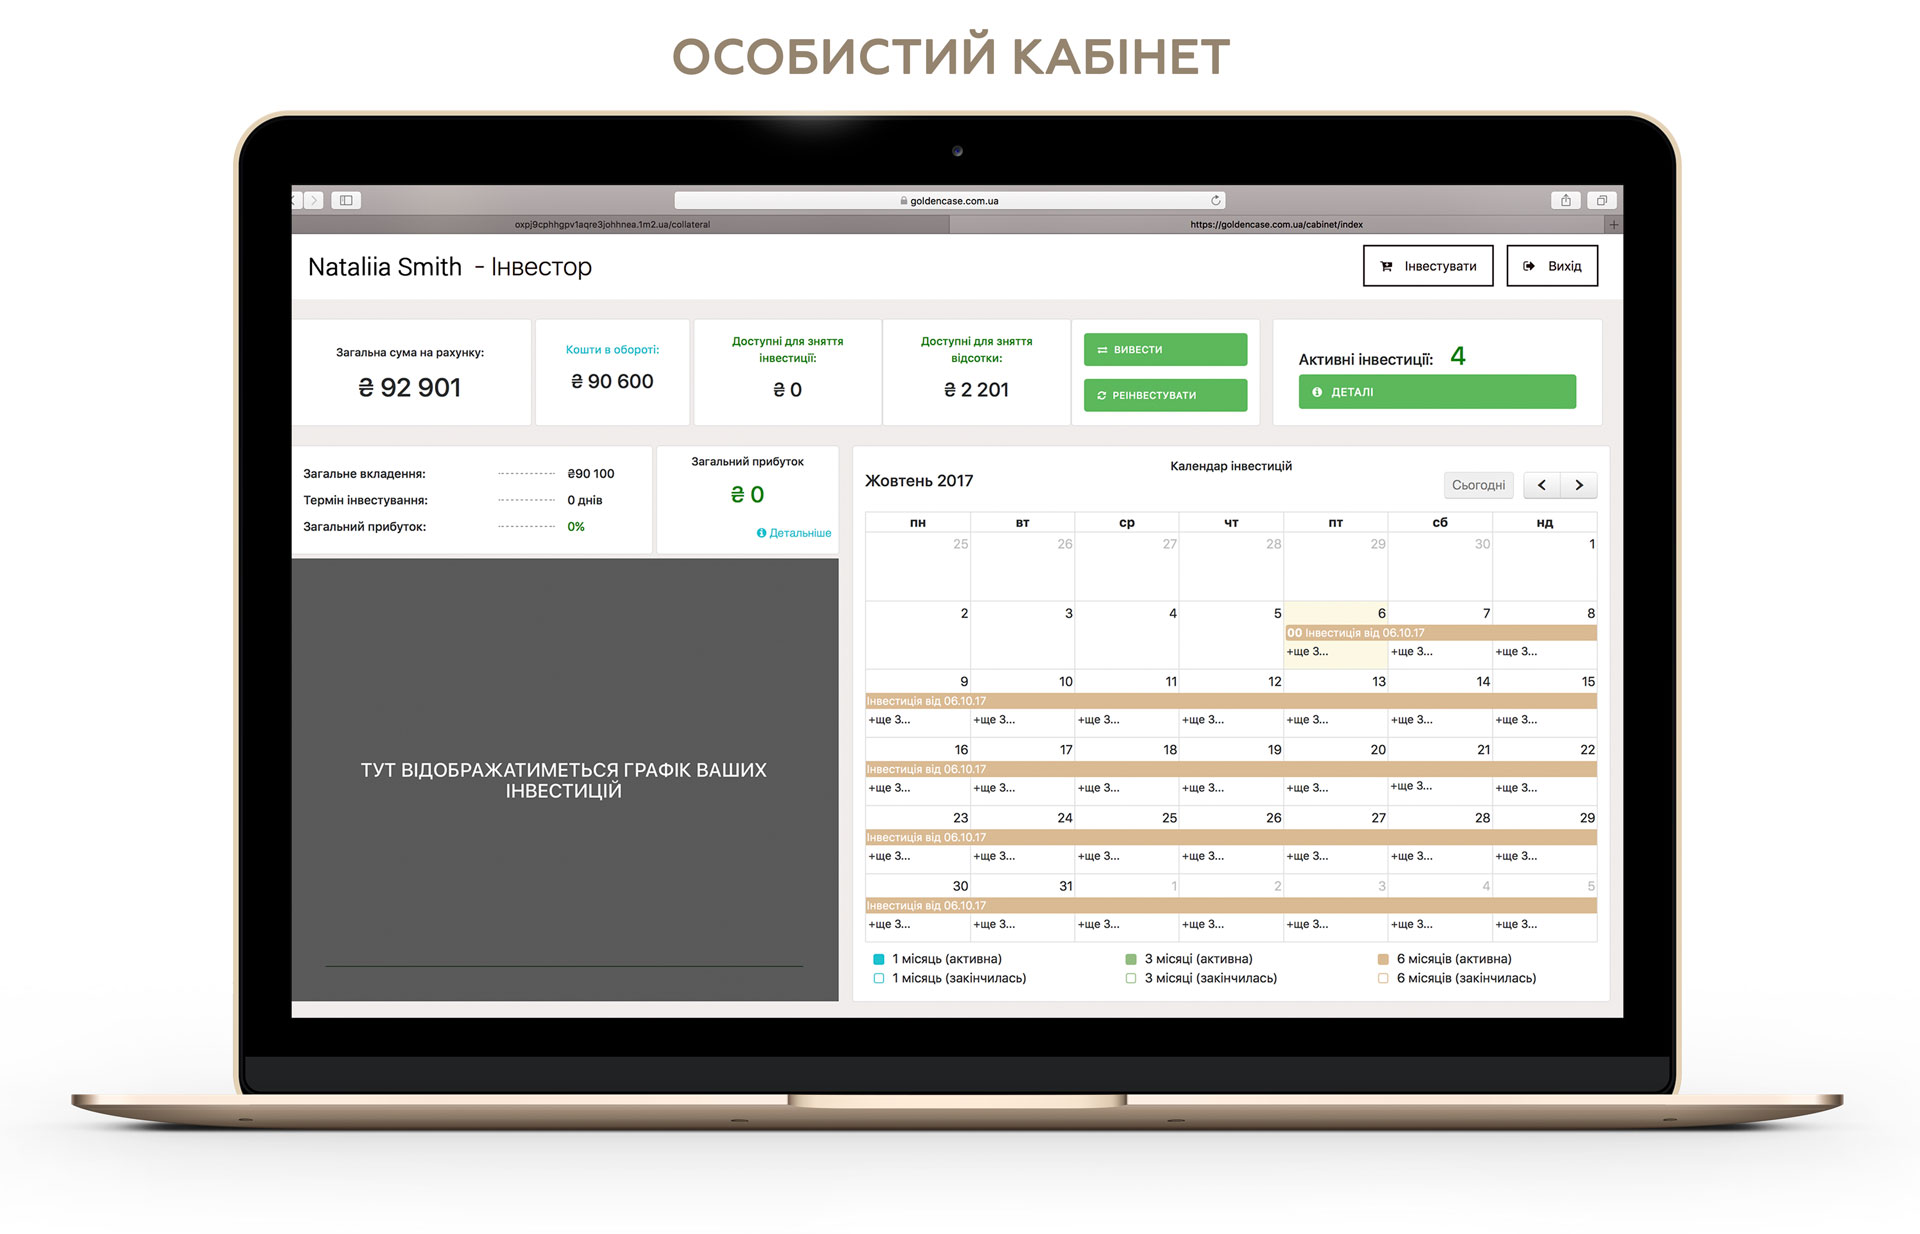 ОСОБИСТИЙ КАБІНЕТ
goldencase.com.ua
oxpj9cphhgpv1aqre3johhnea.1m2.ua/collateral
https://goldencase.com.ua/cabinet/index
Nataliia Smith - Інвестор
Інвестувати
Вихід
Загальна сума на рахунку:
₴ 92 901
Кошти в обороті:
₴ 90 600
Доступні для зняття
інвестиції:
₴ 0
Доступні для зняття
відсотки:
₴ 2 201
ВИВЕСТИ
РЕІНВЕСТУВАТИ
Активні інвестиції: 4
ДЕТАЛІ
Загальне вкладення: ₴90 100
Термін інвестування: 0 днів
Загальний прибуток: 0%
Загальний прибуток
₴ 0
Детальніше
ТУТ ВІДОБРАЖАТИМЕТЬСЯ ГРАФІК ВАШИХ
ІНВЕСТИЦІЙ
Календар інвестицій
Жовтень 2017
Сьогодні
пн вт ср чт пт сб нд
25 26 27 28 29 30 1
2 3 4 5 6 7 8
00 Інвестиція від 06.10.17
+ще 3... +ще 3... +ще 3...
9 10 11 12 13 14 15
Інвестиція від 06.10.17
+ще 3... +ще 3... +ще 3... +ще 3... +ще 3... +ще 3... +ще 3...
16 17 18 19 20 21 22
Інвестиція від 06.10.17
+ще 3... +ще 3... +ще 3... +ще 3... +ще 3... +ще 3... +ще 3...
23 24 25 26 27 28 29
Інвестиція від 06.10.17
+ще 3... +ще 3... +ще 3... +ще 3... +ще 3... +ще 3... +ще 3...
30 31 1 2 3 4 5
Інвестиція від 06.10.17
+ще 3... +ще 3... +ще 3... +ще 3... +ще 3... +ще 3... +ще 3...
1 місяць (активна) 3 місяці (активна) 6 місяців (активна)
1 місяць (закінчилась) 3 місяці (закінчилась) 6 місяців (закінчилась)